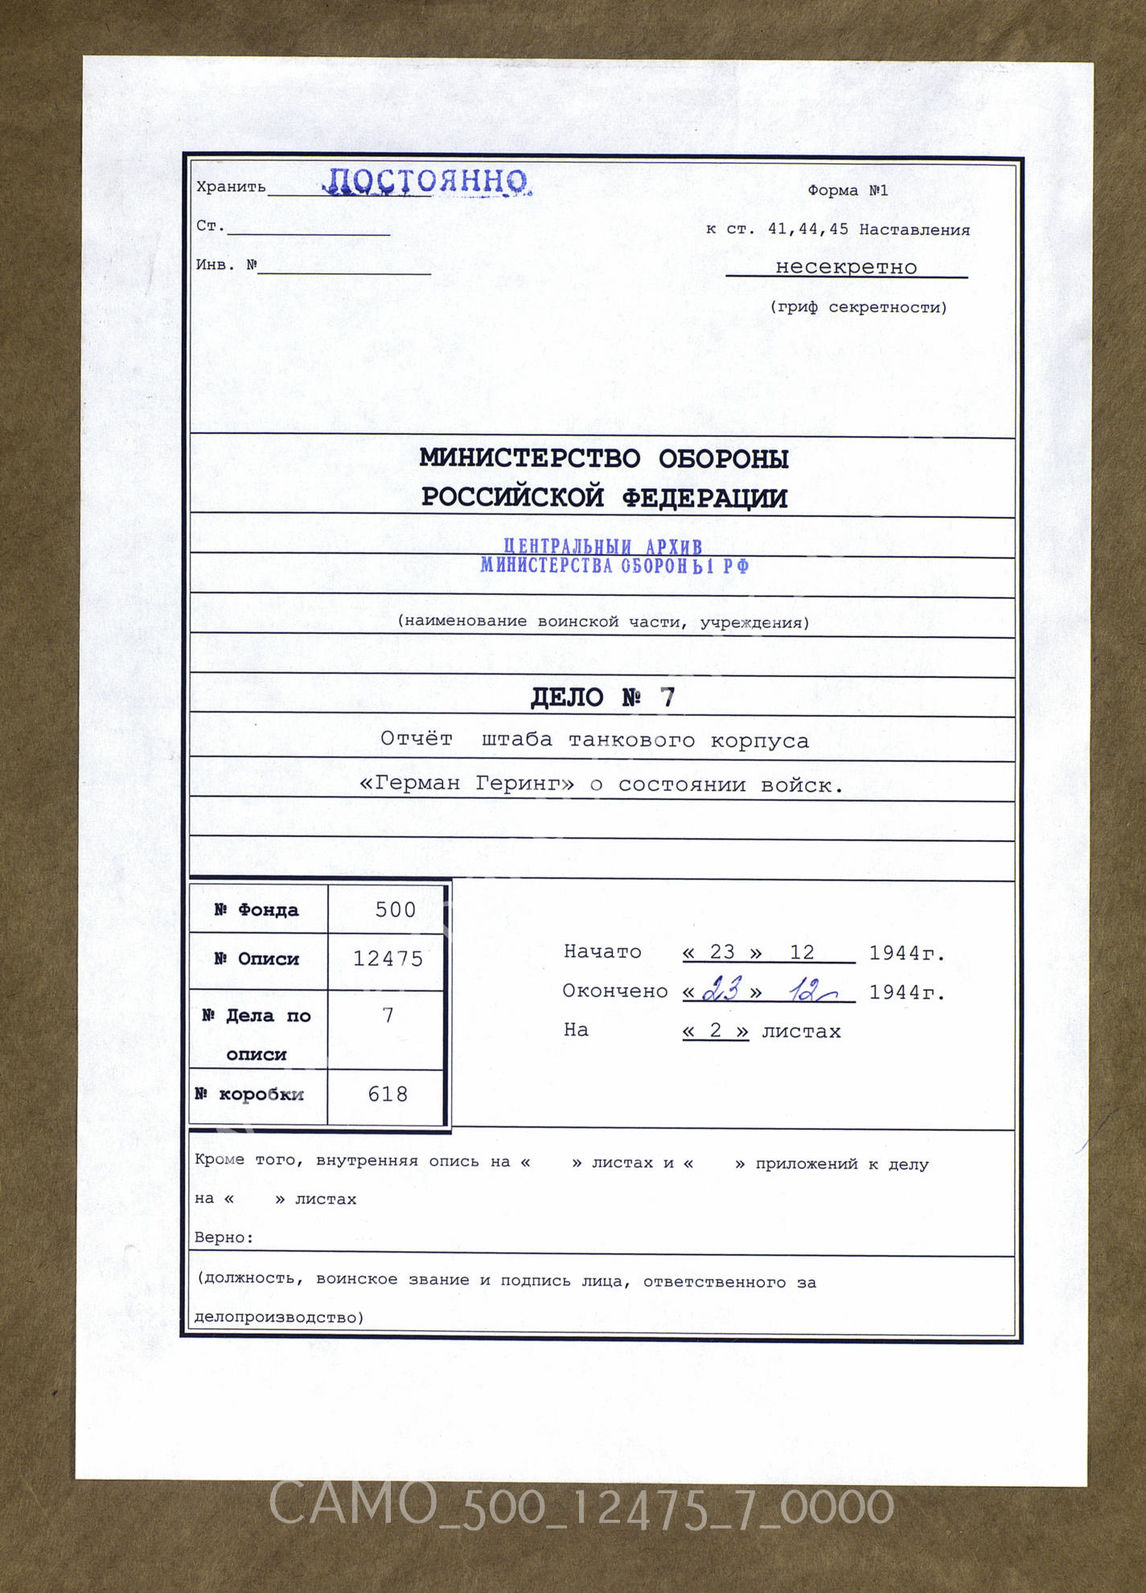 Хранить ПОСТОЯННО
Форма №1
Ст.
к ст. 41,44,45 Наставления
Инв. №
несекретно
(гриф секретности)
МИНИСТЕРСТВО ОБОРОНЫ
РОССИЙСКОЙ ФЕДЕРАЦИИ
ЦЕНТРАЛЬНЫЙ АРХИВ
МИНИСТЕРСТВА ОБОРОНЫ РФ
(наименование воинской части, учреждения)
ДЕЛО № 7
Отчёт штаба танкового корпуса
«Герман Геринг» о состоянии войск.
№ Фонда 500
№ Описи 12475
№ Дела по 7
описи
№ коробки 618
Начато « 23 » 12 1944г.
Окончено « 23 » 12 1944г.
На « 2 » листах
Кроме того, внутренняя опись на « » листах и « » приложений к делу
на « » листах
Верно:
(должность, воинское звание и подпись лица, ответственного за
делопроизводство)
CAMO_500_12475_7_0000